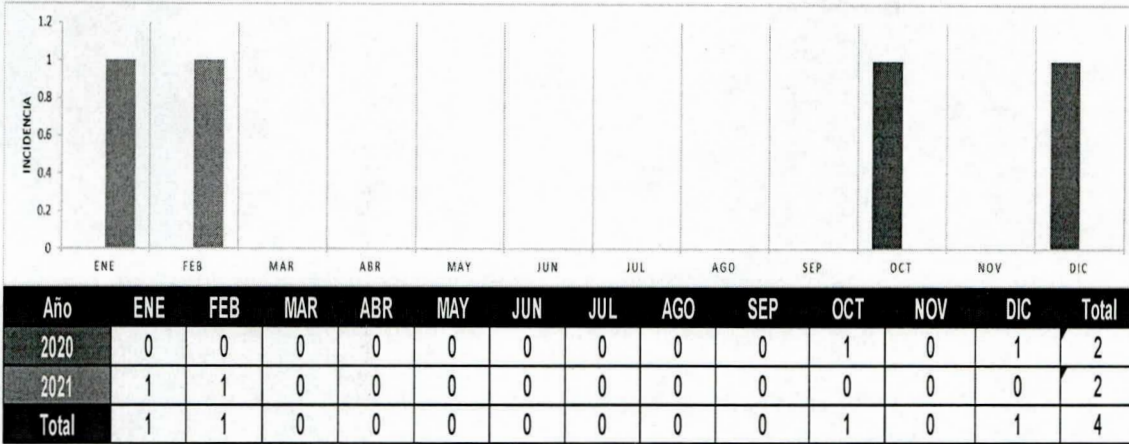 1.2
1
0.8
0.6
0.4
0.2
0
INCIDENCIA
ENE FEB MAR ABR MAY JUN JUL AGO SEP OCT NOV DIC
Año ENE FEB MAR ABR MAY JUN JUL AGO SEP OCT NOV DIC Total
2020 0 0 0 0 0 0 0 0 0 1 0 1 2
2021 1 1 0 0 0 0 0 0 0 0 0 0 2
Total 1 1 0 0 0 0 0 0 0 1 0 1 4